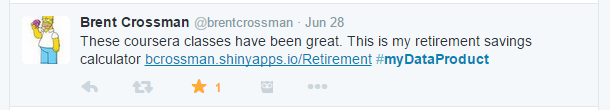 Brent Crossman @brentcrossman · Jun 28
These coursera classes have been great. This is my retirement savings
calculator bcrossman.shinyapps.io/Retirement #myDataProduct
1